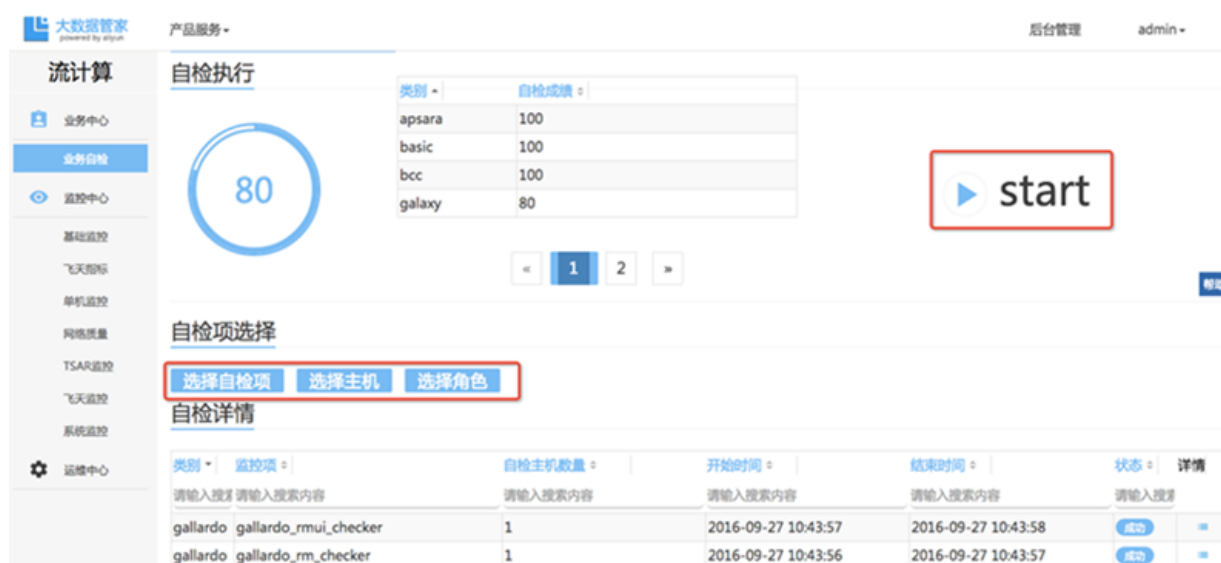 大数据管家
powered by aliyun
产品服务
后台管理
admin
流计算
业务中心
业务自检
监控中心
基础监控
飞天指标
单机监控
网络质量
TSAR监控
飞天监控
系统监控
运维中心
自检执行
80
类别 自检成绩
apsara 100
basic 100
bcc 100
galaxy 80
« 1 2 »
start
自检项选择
选择自检项 选择主机 选择角色
自检详情
类别 监控项 自检主机数量 开始时间 结束时间 状态 详情
请输入搜索 请输入搜索内容 请输入搜索内容 请输入搜索内容 请输入搜索内容 请输入搜索
gallardo gallardo_rmui_checker 1 2016-09-27 10:43:57 2016-09-27 10:43:58 成功
gallardo gallardo_rm_checker 1 2016-09-27 10:43:56 2016-09-27 10:43:57 成功